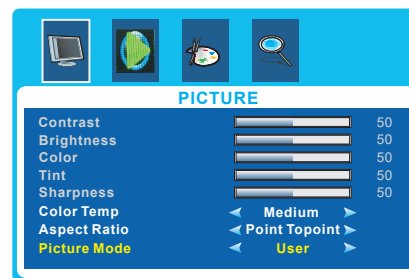 PICTURE
Contrast 50
Brightness 50
Color 50
Tint 50
Sharpness 50
Color Temp Medium
Aspect Ratio Point Topoint
Picture Mode User